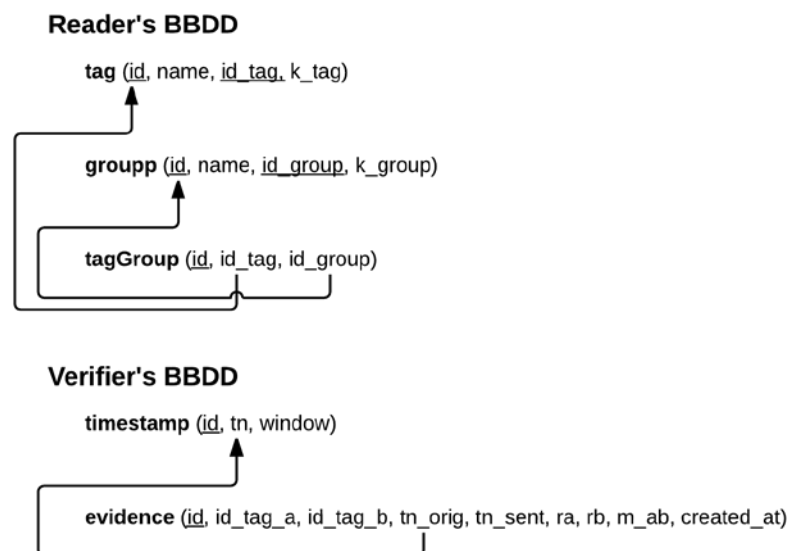 Reader's BBDD
tag (id, name, id_tag, k_tag)
groupp (id, name, id_group, k_group)
tagGroup (id, id_tag, id_group)
Verifier's BBDD
timestamp (id, tn, window)
evidence (id, id_tag_a, id_tag_b, tn_orig, tn_sent, ra, rb, m_ab, created_at)